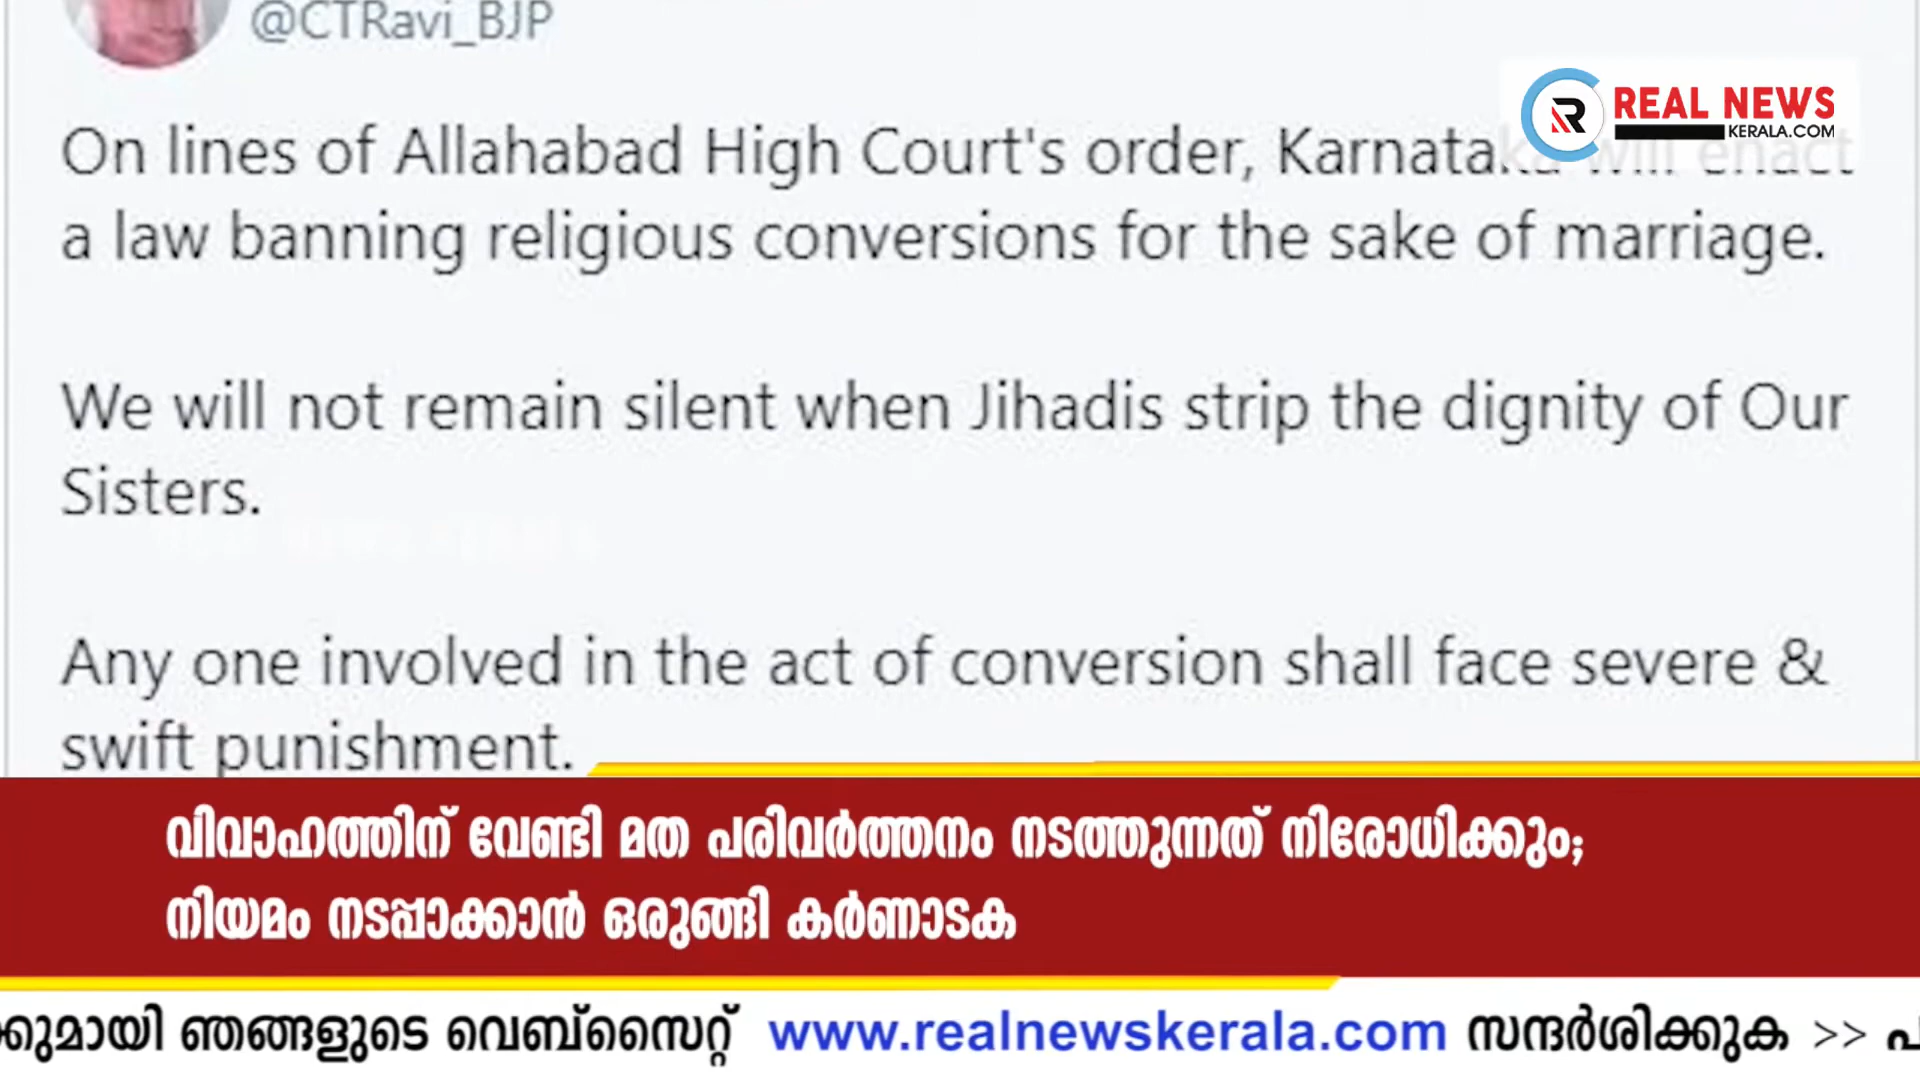 @CTRavi_BJP
REAL NEWS
KERALA.COM
On lines of Allahabad High Court's order, Karnataka will enact
a law banning religious conversions for the sake of marriage.
We will not remain silent when Jihadis strip the dignity of Our
Sisters.
Any one involved in the act of conversion shall face severe &
swift punishment.
വിവാഹത്തിന് വേണ്ടി മത പരിവർത്തനം നടത്തുന്നത് നിരോധിക്കും;
നിയമം നടപ്പാക്കാൻ ഒരുങ്ങി കർണാടക
ക്കുമായി ഞങ്ങളുടെ വെബ്സൈറ്റ് www.realnewskerala.com സന്ദർശിക്കുക >>